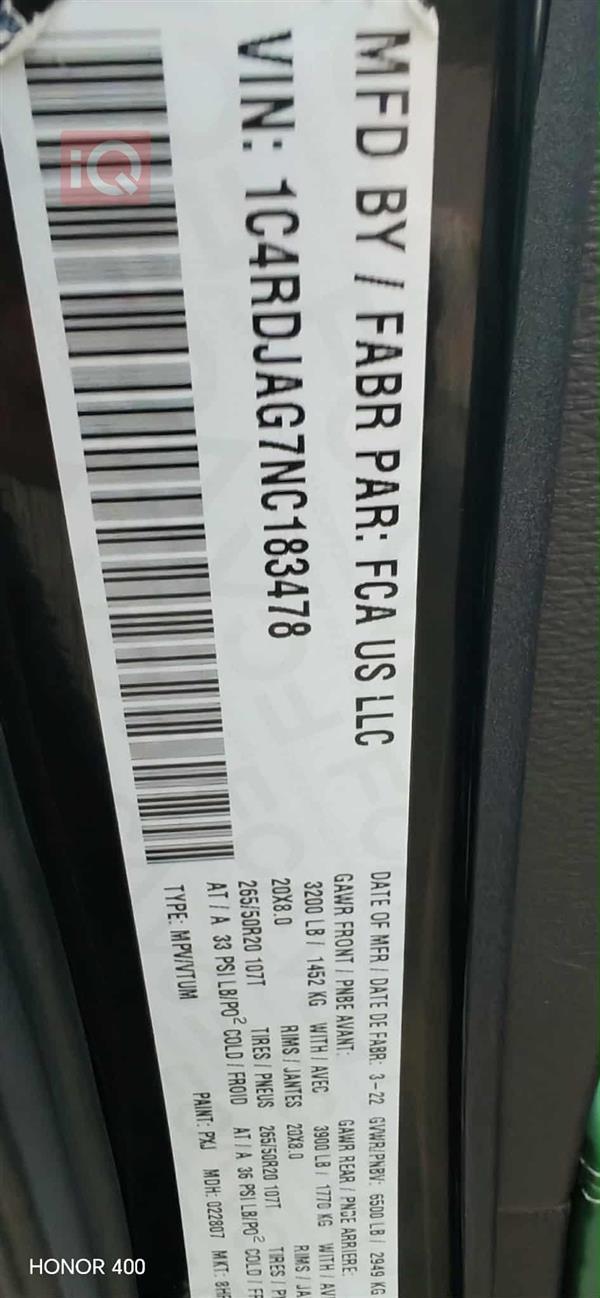 MFD BY / FABR PAR: FCA US LLC
VIN: 1C4RDJAG7NC183478
DATE OF MFR / DATE DE FABR: 3-22 GVWR/PNBV: 6500 LB / 2949 KG
GAWR FRONT / PNBE AVANT: GAWR REAR / PNBE ARRIERE:
3200 LB / 1452 KG WITH / AVEC 3900 LB / 1770 KG WITH / AV
20X8.0 RIMS / JANTES 20X8.0 RIMS / JA
265/50R20 107T TIRES / PNEUS 265/50R20 107T TIRES / P
AT / A 33 PSI LB/PO² COLD / FROID AT / A 36 PSI LB/PO² COLD / F
TYPE: MPV/VTUM PAINT: PXJ MDH: 022807 MKT:
iQ
HONOR 400